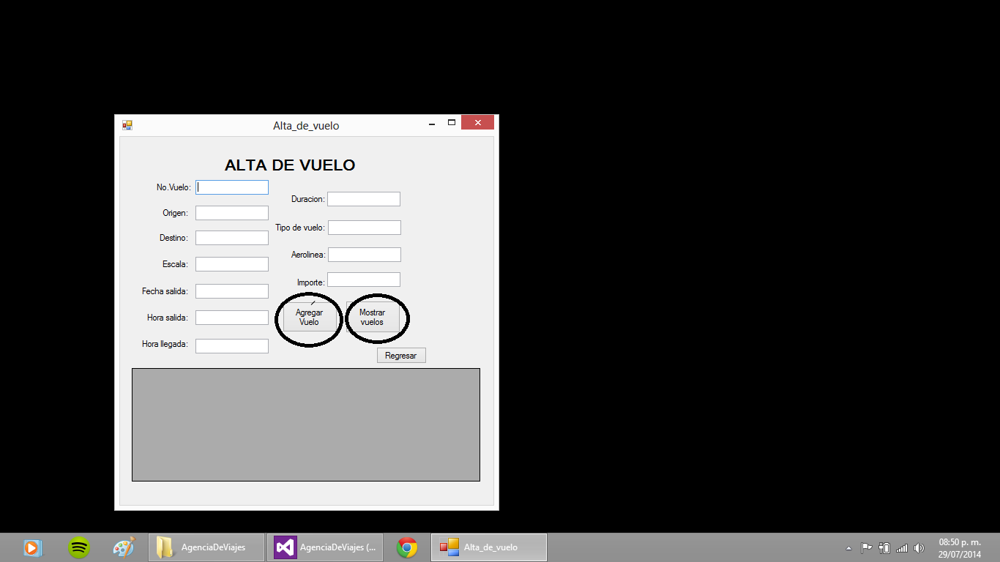 Alta_de_vuelo
ALTA DE VUELO
No.Vuelo:
Origen:
Destino:
Escala:
Fecha salida:
Hora salida:
Hora llegada:
Duracion:
Tipo de vuelo:
Aerolinea:
Importe:
Agregar
Vuelo
Mostrar
vuelos
Regresar
AgenciaDeViajes
AgenciaDeViajes (...
Alta_de_vuelo
08:50 p. m.
29/07/2014